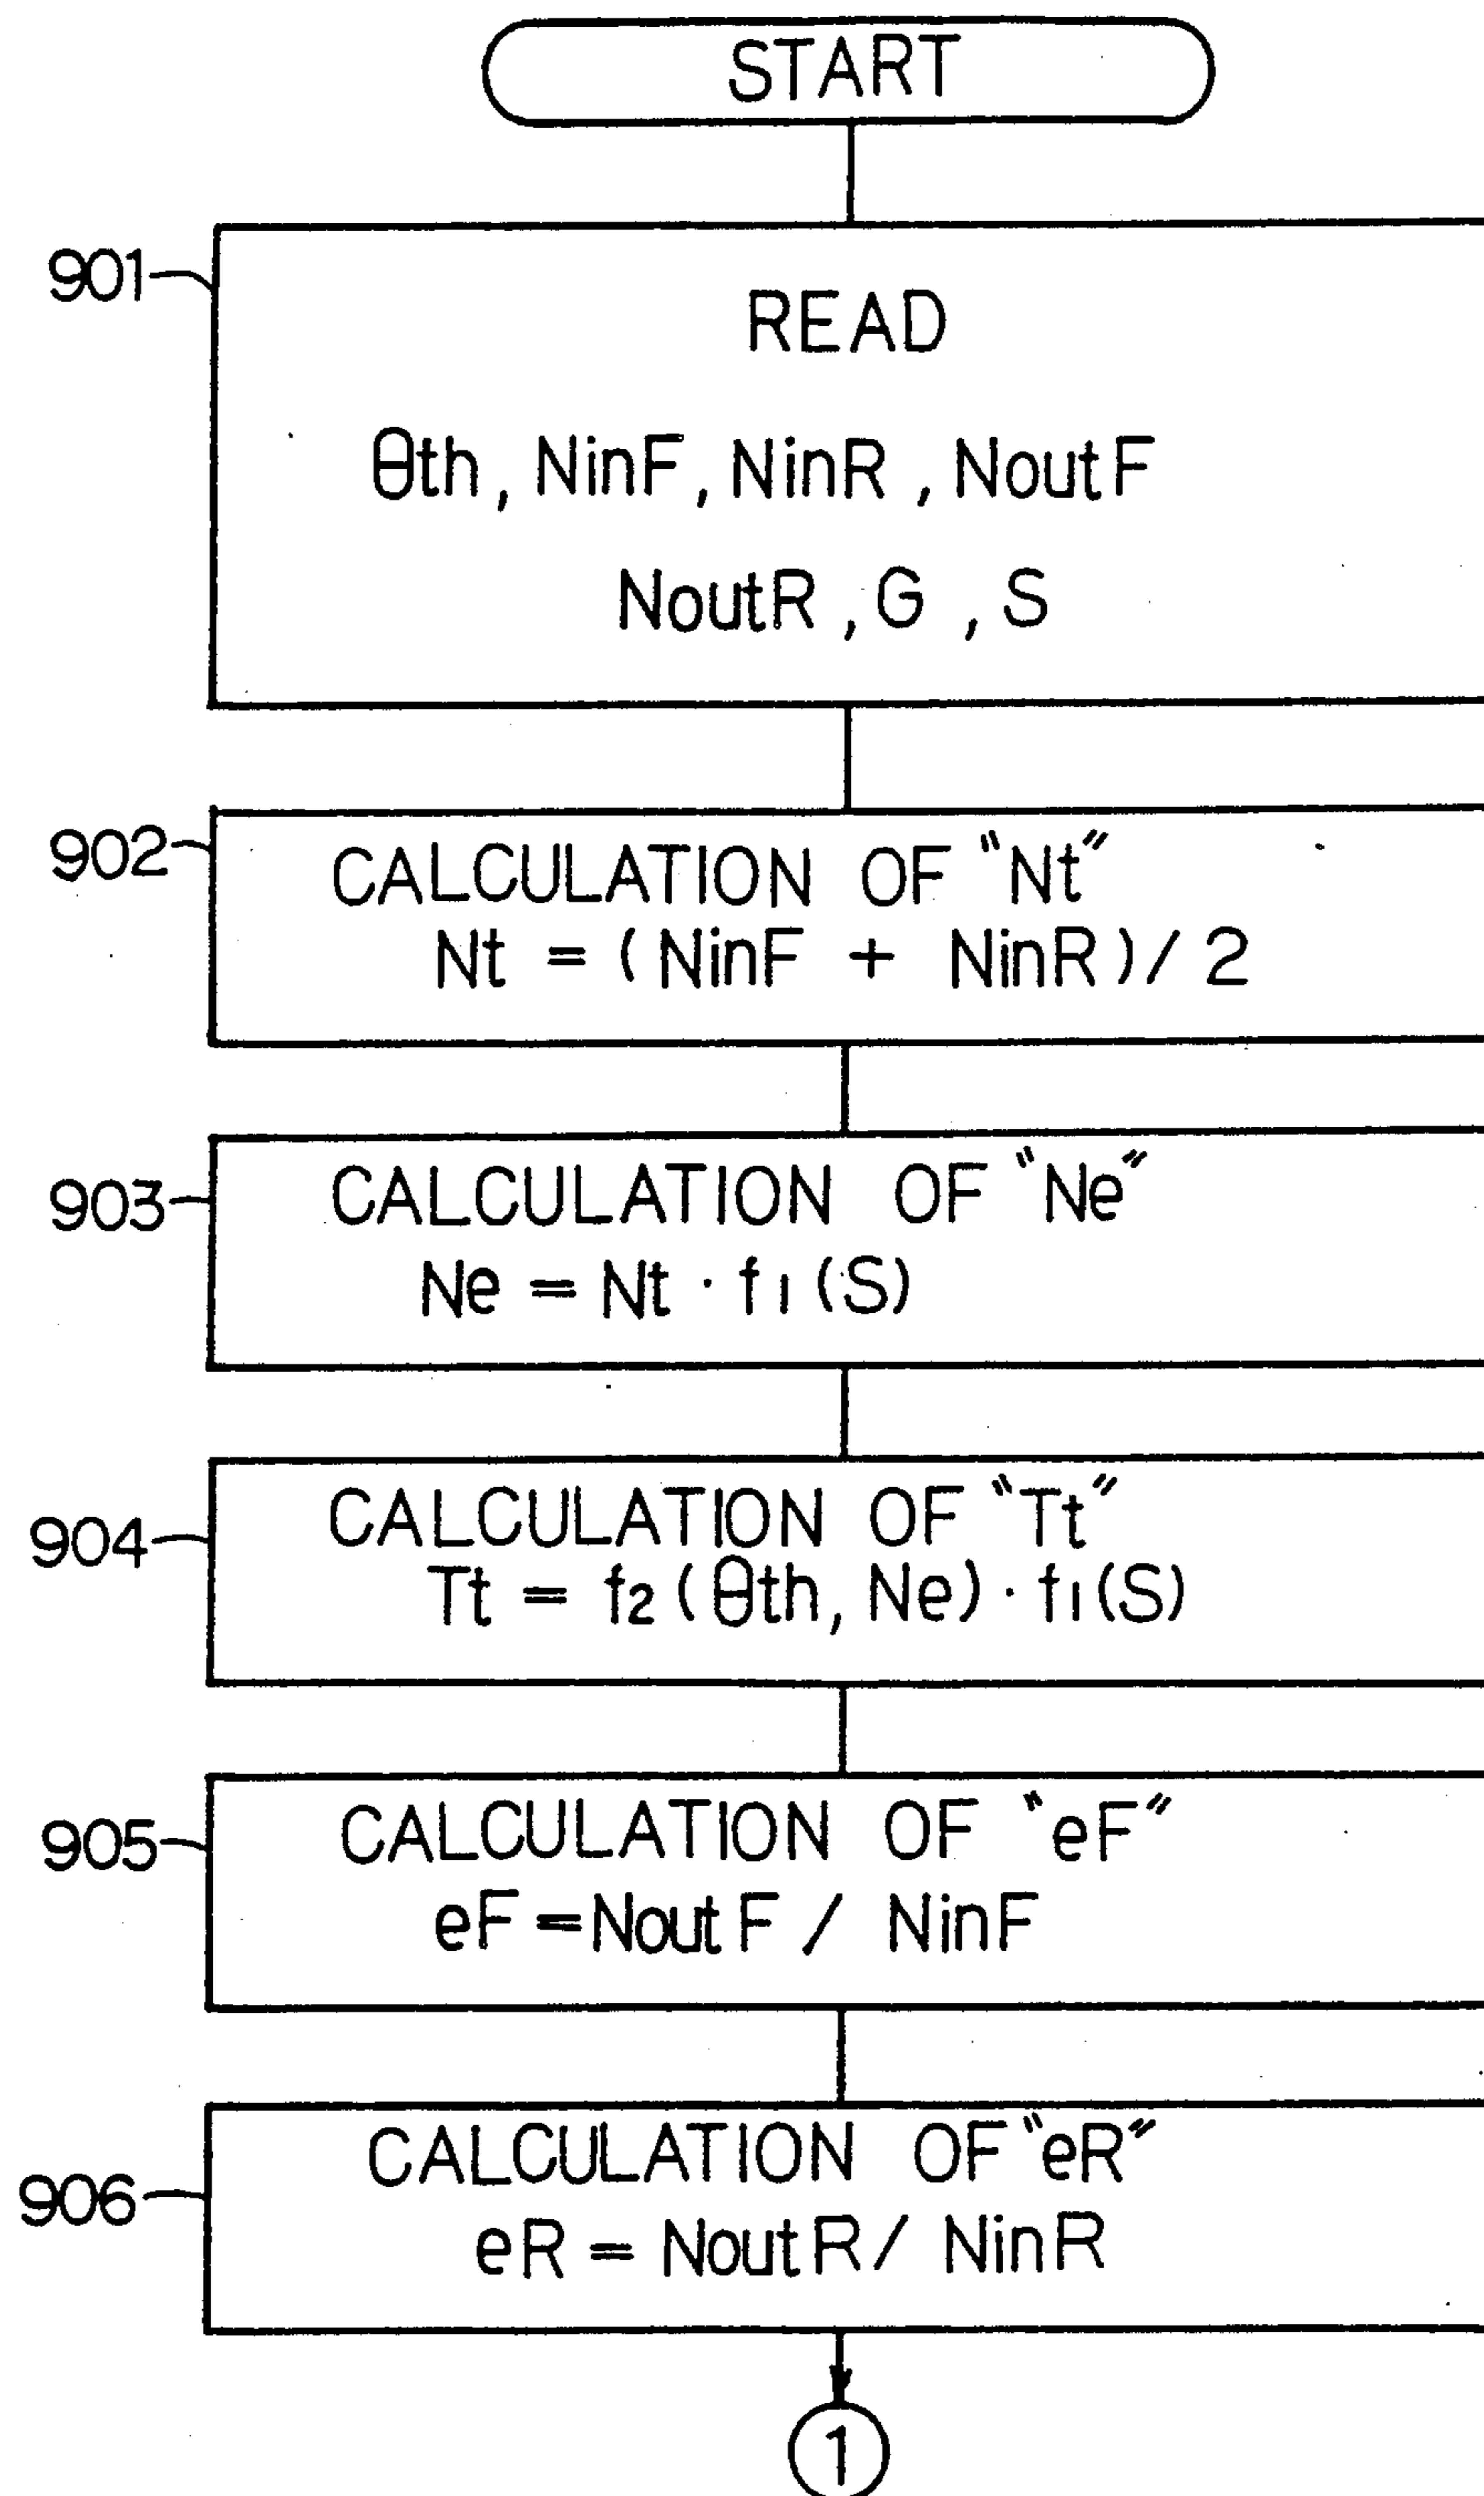 START
901
READ
θth, NinF, NinR, NoutF
NoutR, G, S
902
CALCULATION OF "Nt"
Nt = (NinF + NinR)/2
903
CALCULATION OF "Ne"
Ne = Nt · f1(S)
904
CALCULATION OF "Tt"
Tt = f2(θth, Ne) · f1(S)
905
CALCULATION OF "eF"
eF = NoutF / NinF
906
CALCULATION OF "eR"
eR = NoutR / NinR
1